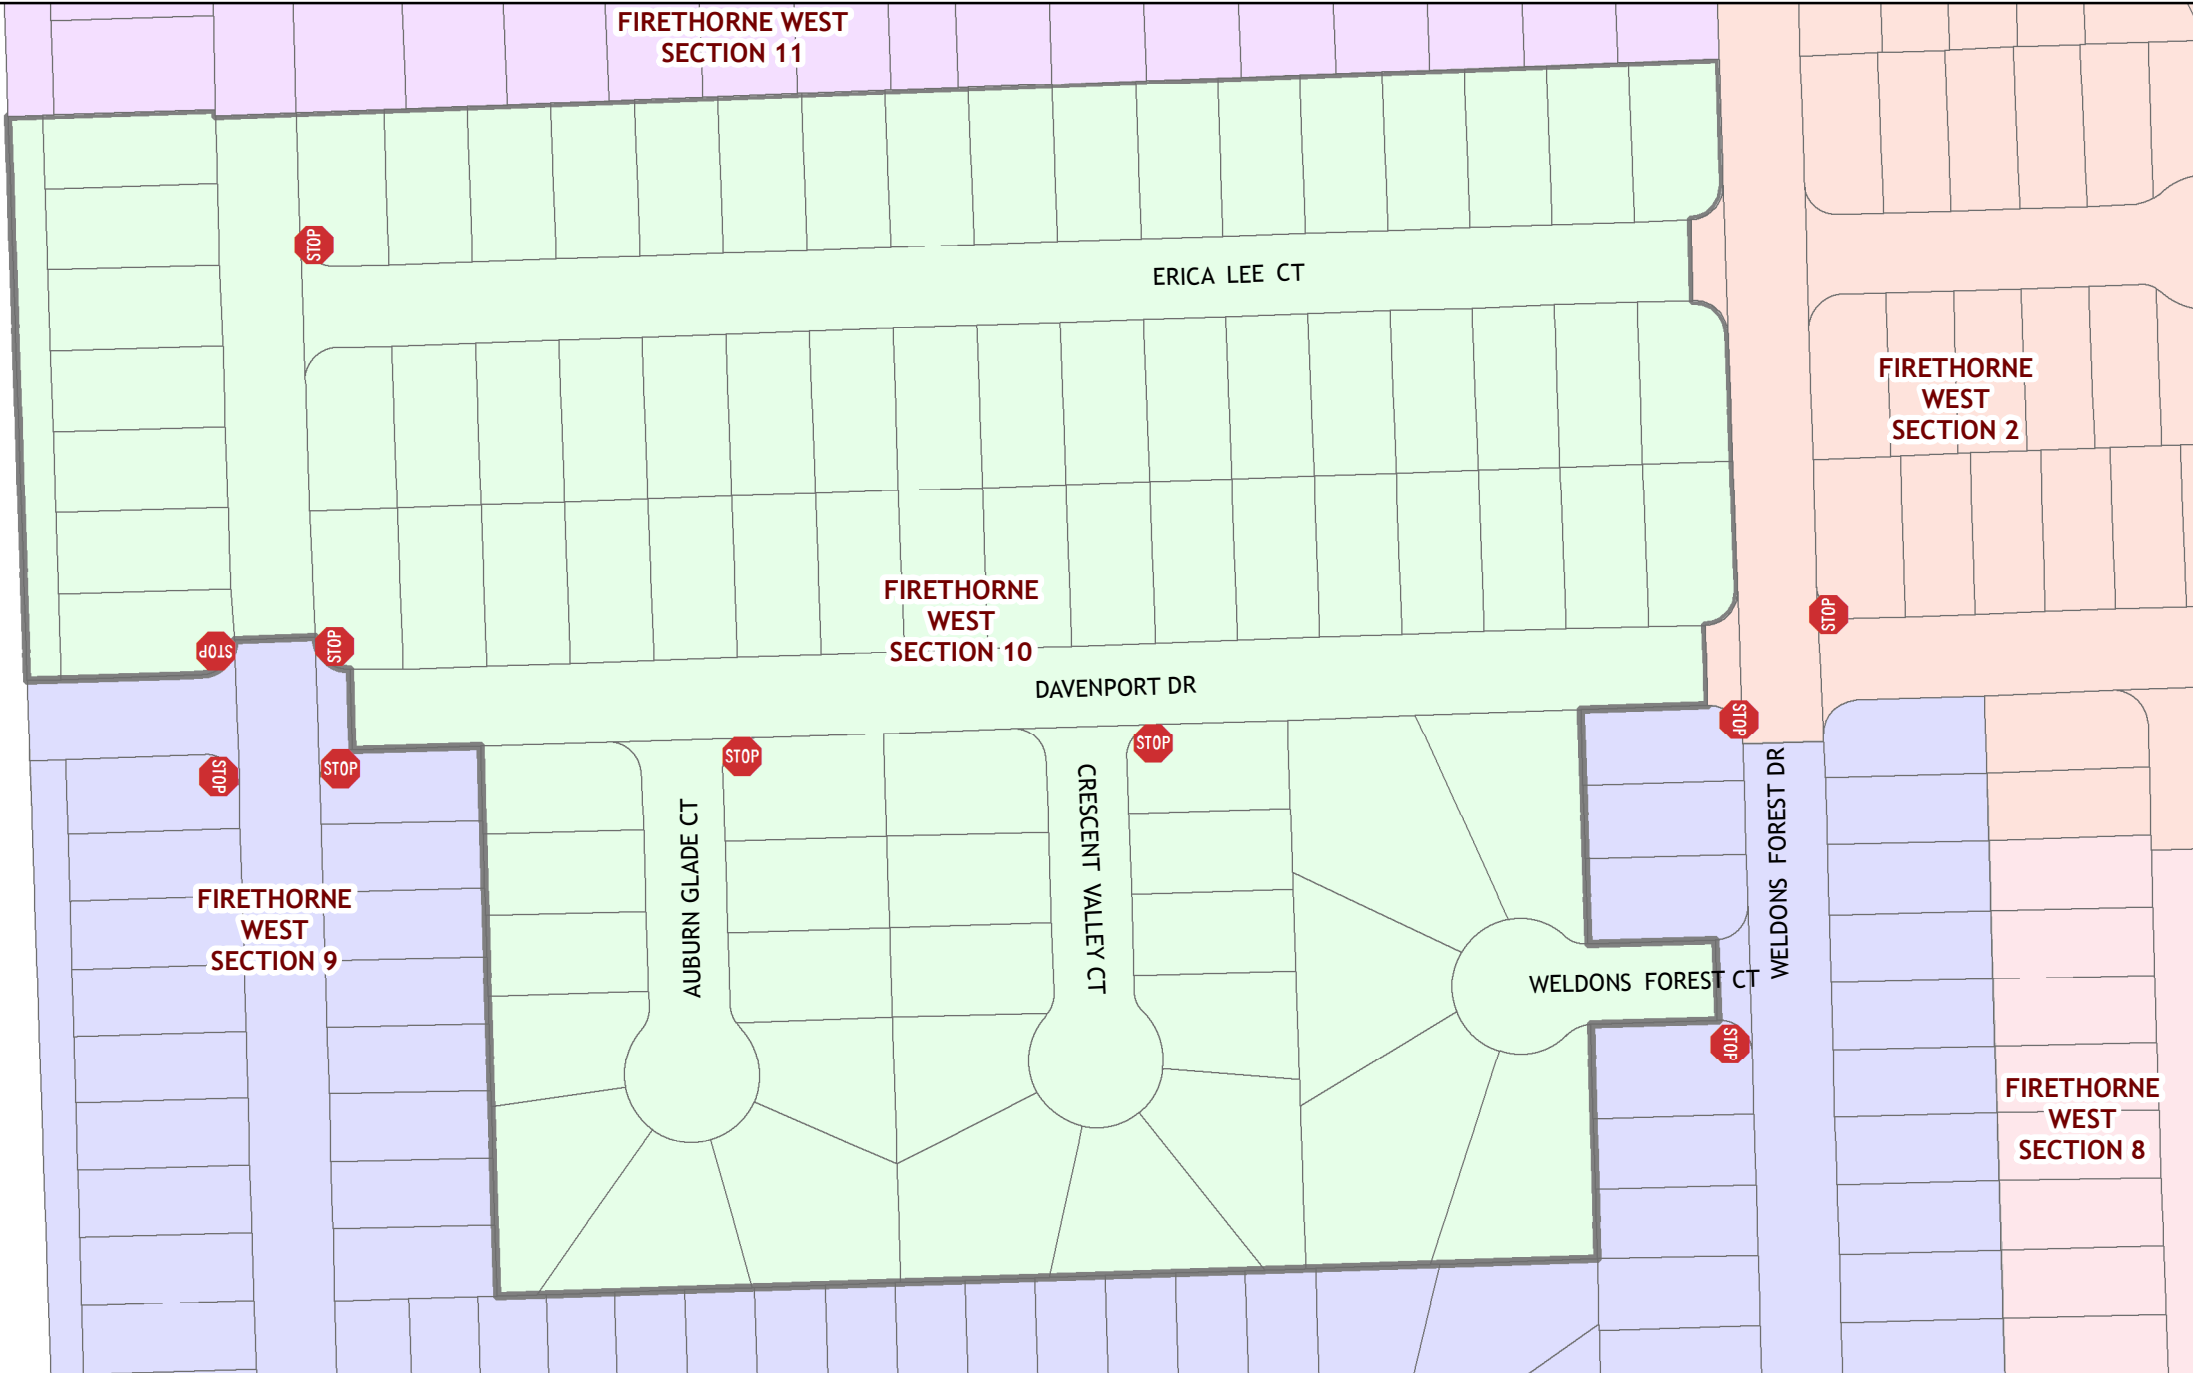 FIRETHORNE WEST
SECTION 11
STOP
ERICA LEE CT
FIRETHORNE
WEST
SECTION 2
FIRETHORNE
WEST
SECTION 10
STOP
STOP
STOP
DAVENPORT DR
STOP
STOP
STOP
STOP
STOP
AUBURN GLADE CT
CRESCENT VALLEY CT
WELDONS FOREST DR
FIRETHORNE
WEST
SECTION 9
WELDONS FOREST CT
STOP
FIRETHORNE
WEST
SECTION 8